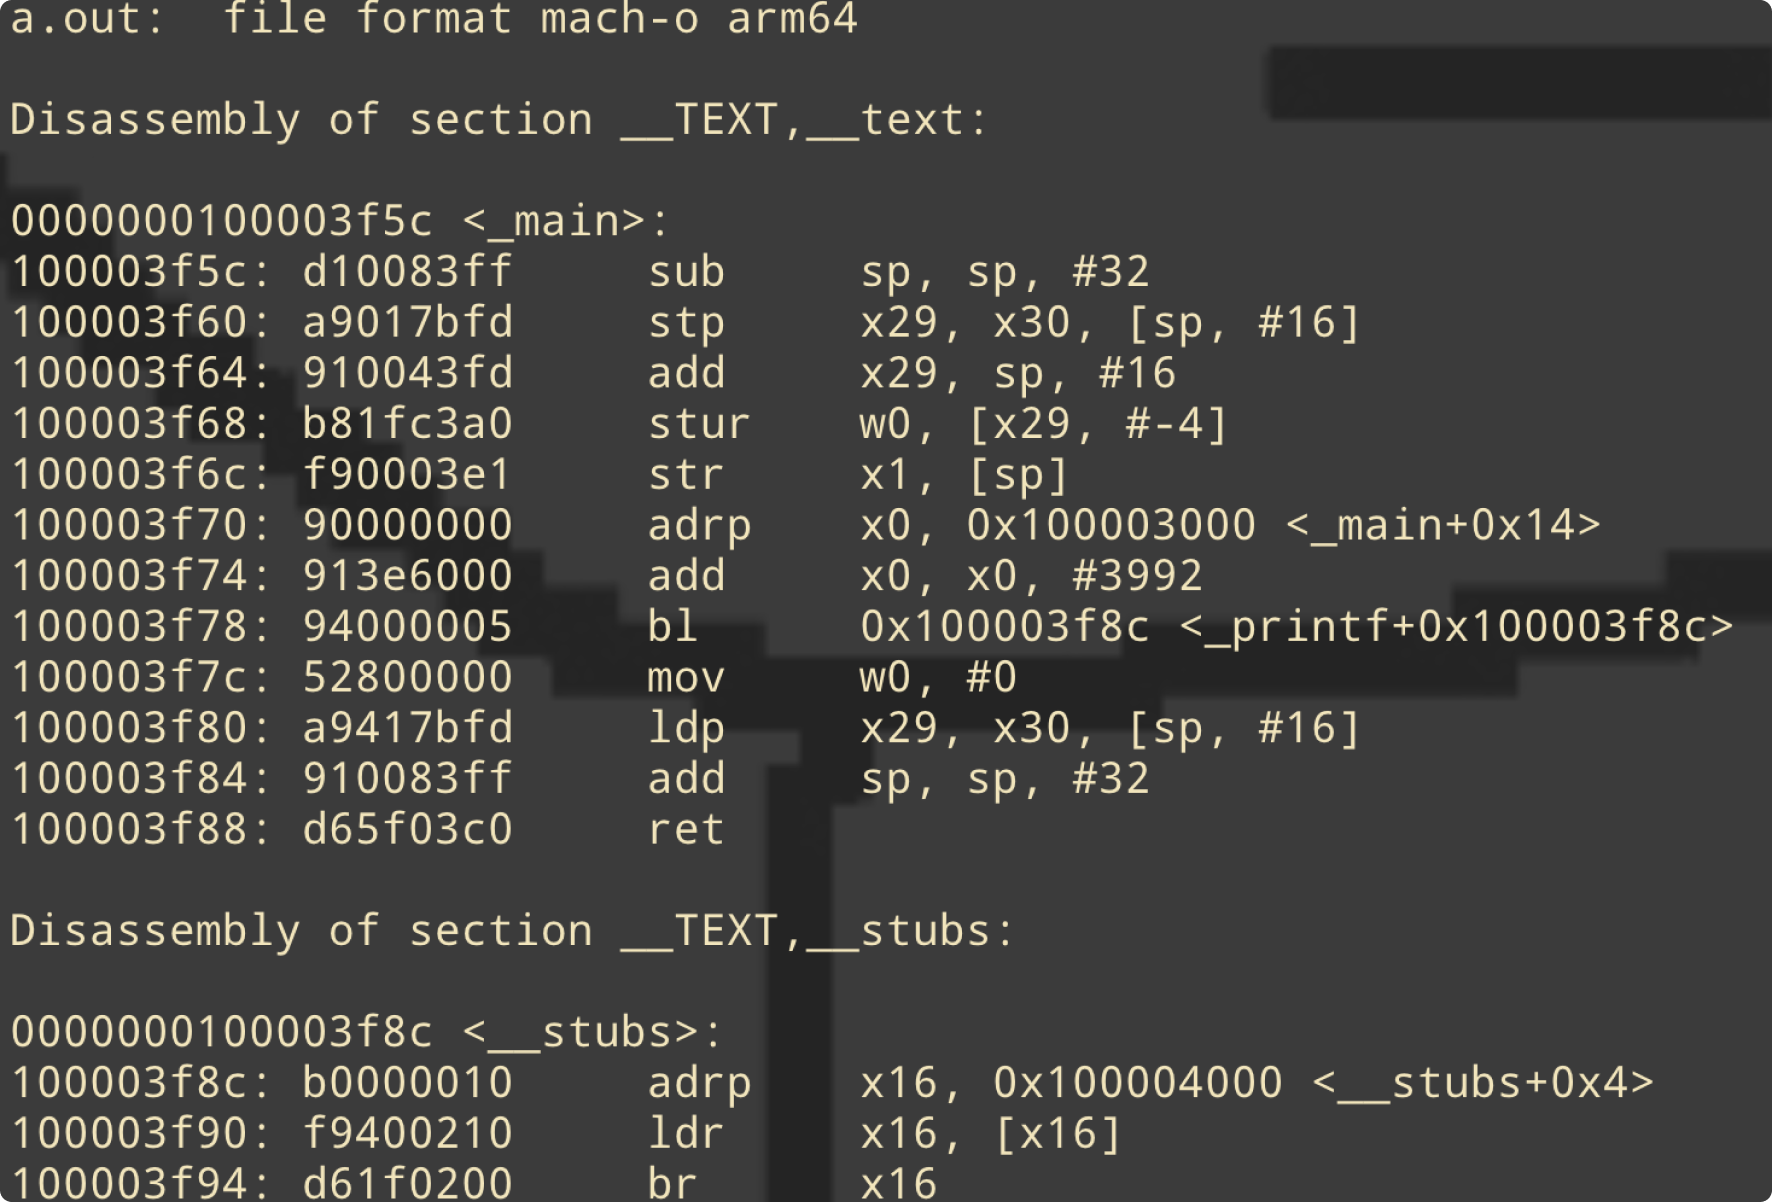 a.out:  file format mach-o arm64
Disassembly of section __TEXT,__text:
0000000100003f5c <_main>:
100003f5c: d10083ff     sub     sp, sp, #32
100003f60: a9017bfd     stp     x29, x30, [sp, #16]
100003f64: 910043fd     add     x29, sp, #16
100003f68: b81fc3a0     stur    w0, [x29, #-4]
100003f6c: f90003e1     str     x1, [sp]
100003f70: 90000000     adrp    x0, 0x100003000 <_main+0x14>
100003f74: 913e6000     add     x0, x0, #3992
100003f78: 94000005     bl      0x100003f8c <_printf+0x100003f8c>
100003f7c: 52800000     mov     w0, #0
100003f80: a9417bfd     ldp     x29, x30, [sp, #16]
100003f84: 910083ff     add     sp, sp, #32
100003f88: d65f03c0     ret
Disassembly of section __TEXT,__stubs:
0000000100003f8c <__stubs>:
100003f8c: b0000010     adrp    x16, 0x100004000 <__stubs+0x4>
100003f90: f9400210     ldr     x16, [x16]
100003f94: d61f0200     br      x16